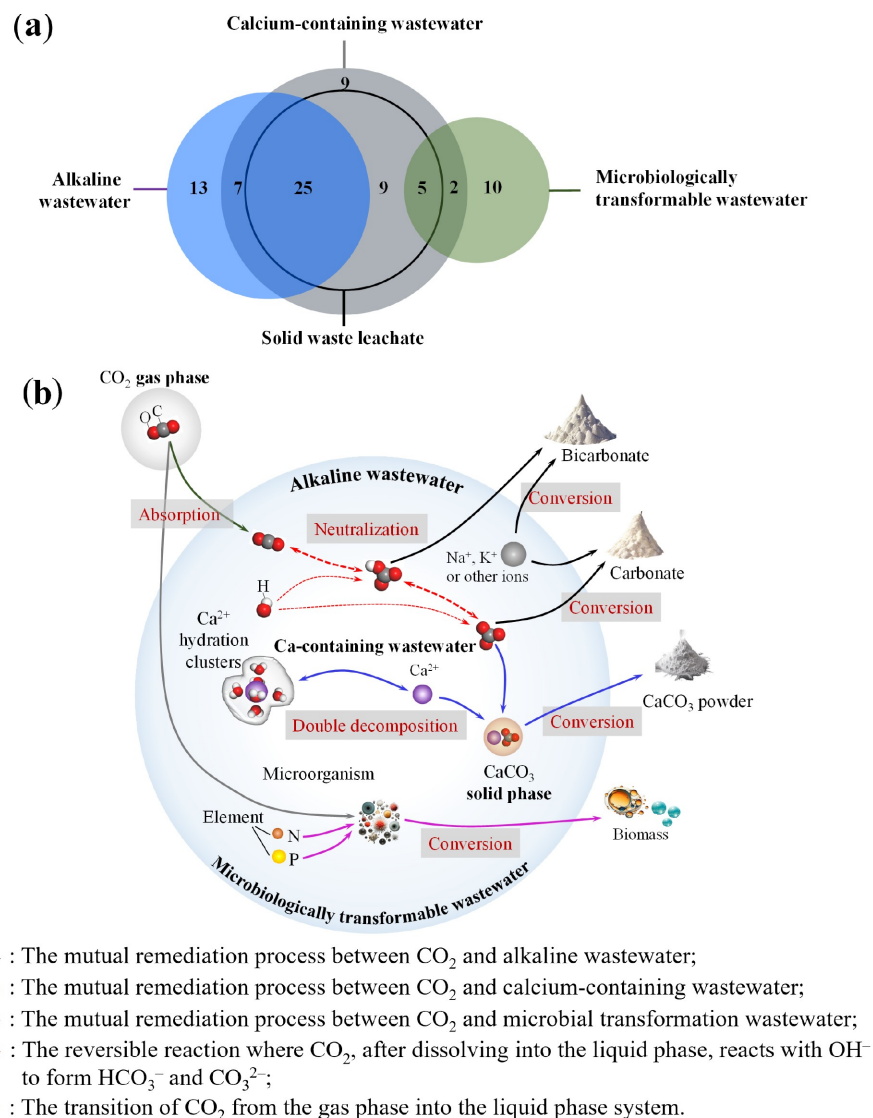 (a)
Calcium-containing wastewater
9
Alkaline
wastewater
13 7 25 9 5 2 10
Microbiologically
transformable wastewater
Solid waste leachate
(b)
CO₂ gas phase
O C
Absorption
Alkaline wastewater
Neutralization
Bicarbonate
Conversion
Na⁺, K⁺
or other ions
Carbonate
Conversion
H
Ca²⁺
hydration
clusters
Ca-containing wastewater
Ca²⁺
Double decomposition
CaCO₃
solid phase
Conversion
CaCO₃ powder
Microorganism
Element
N
P
Conversion
Biomass
Microbiologically transformable wastewater
: The mutual remediation process between CO₂ and alkaline wastewater;
: The mutual remediation process between CO₂ and calcium-containing wastewater;
: The mutual remediation process between CO₂ and microbial transformation wastewater;
: The reversible reaction where CO₂, after dissolving into the liquid phase, reacts with OH⁻
to form HCO₃⁻ and CO₃²⁻;
: The transition of CO₂ from the gas phase into the liquid phase system.